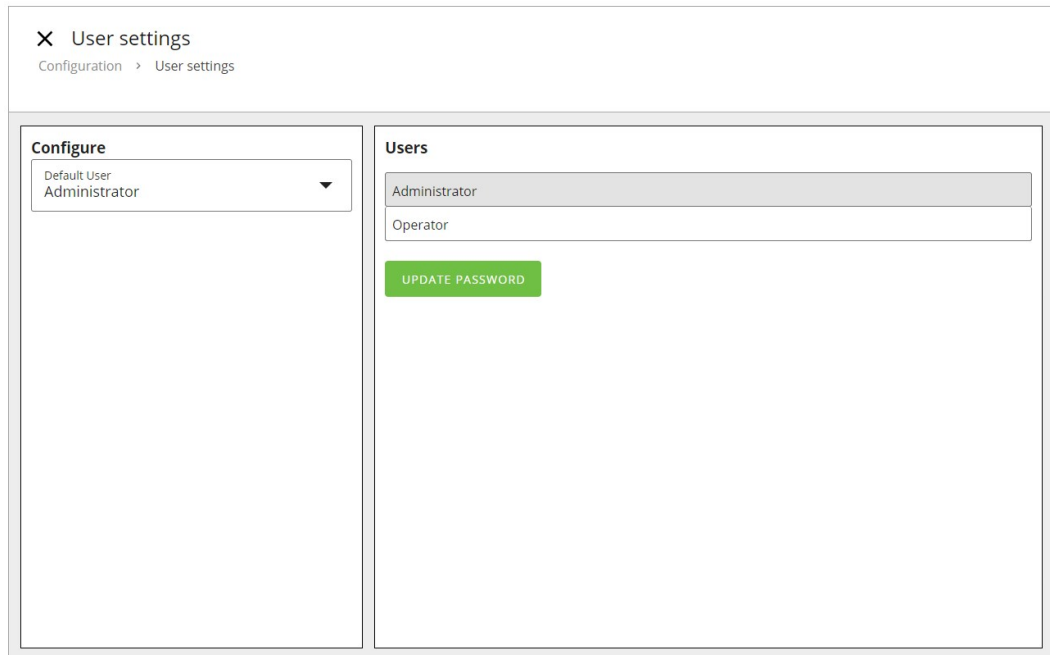 User settings
Configuration > User settings
Configure
Default User
Administrator
Users
Administrator
Operator
UPDATE PASSWORD